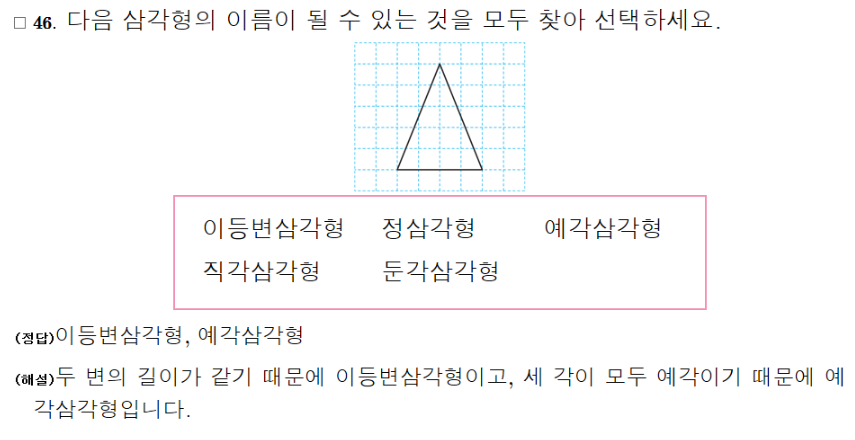 □ 46. 다음 삼각형의 이름이 될 수 있는 것을 모두 찾아 선택하세요.
이등변삼각형 정삼각형 예각삼각형
직각삼각형 둔각삼각형
(정답)이등변삼각형, 예각삼각형
(해설)두 변의 길이가 같기 때문에 이등변삼각형이고, 세 각이 모두 예각이기 때문에 예
각삼각형입니다.